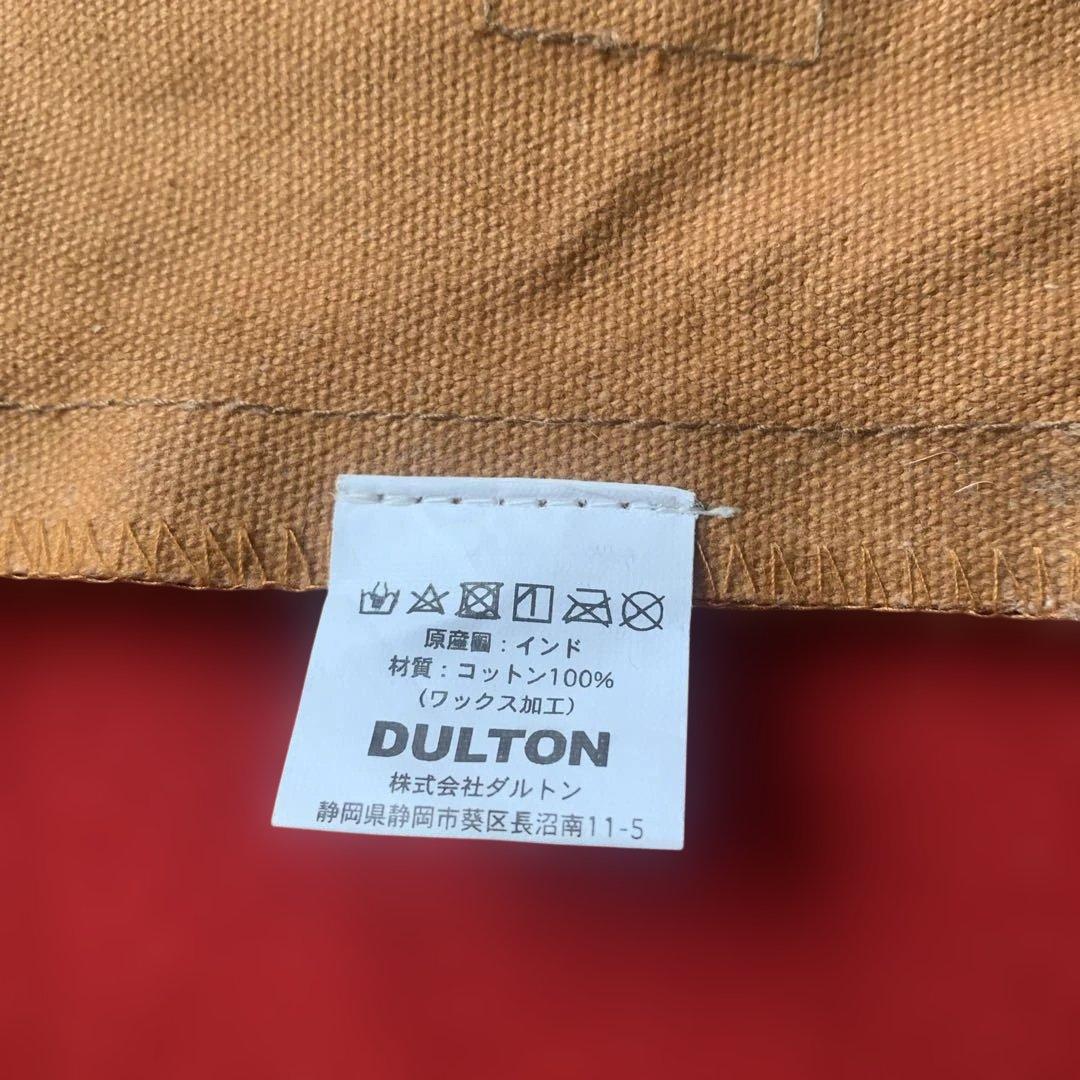 原産国：インド
材質：コットン100%
（ワックス加工）
DULTON
株式会社ダルトン
静岡県静岡市葵区長沼南11-5